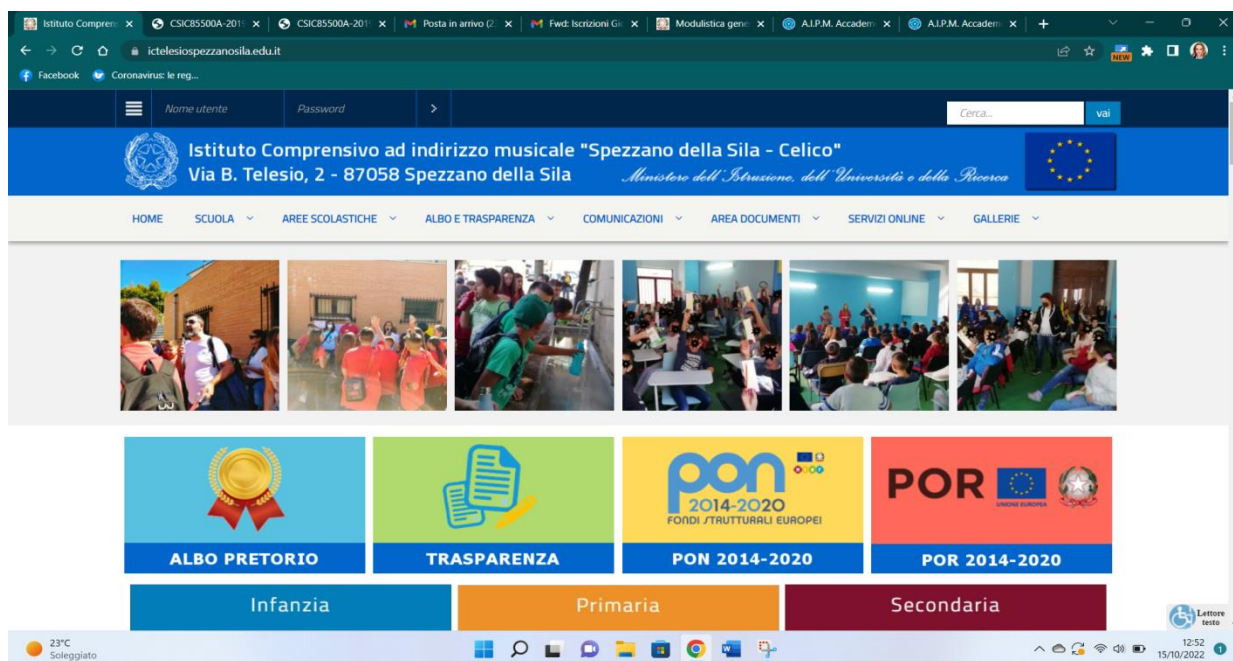 Istituto Compren
CSIC85500A-201
CSIC85500A-201
Posta in arrivo (2
Fwd: Iscrizioni Gi
Modulistica gene
A.I.P.M. Accadem
A.I.P.M. Accadem
ictelesiospezzanosila.edu.it
NEW
Facebook
Coronavirus: le reg...
Nome utente
Password
Cerca...
vai
Istituto Comprensivo ad indirizzo musicale "Spezzano della Sila - Celico"
Via B. Telesio, 2 - 87058 Spezzano della Sila
Ministero dell'Istruzione, dell'Università e della Ricerca
HOME SCUOLA AREE SCOLASTICHE ALBO E TRASPARENZA COMUNICAZIONI AREA DOCUMENTI SERVIZI ONLINE GALLERIE
pon
2014-2020
FONDI STRUTTURALI EUROPEI
POR
UNIONE EUROPEA
ALBO PRETORIO
TRASPARENZA
PON 2014-2020
POR 2014-2020
Infanzia
Primaria
Secondaria
Lettore
testo
23°C
Soleggiato
12:52
15/10/2022
1